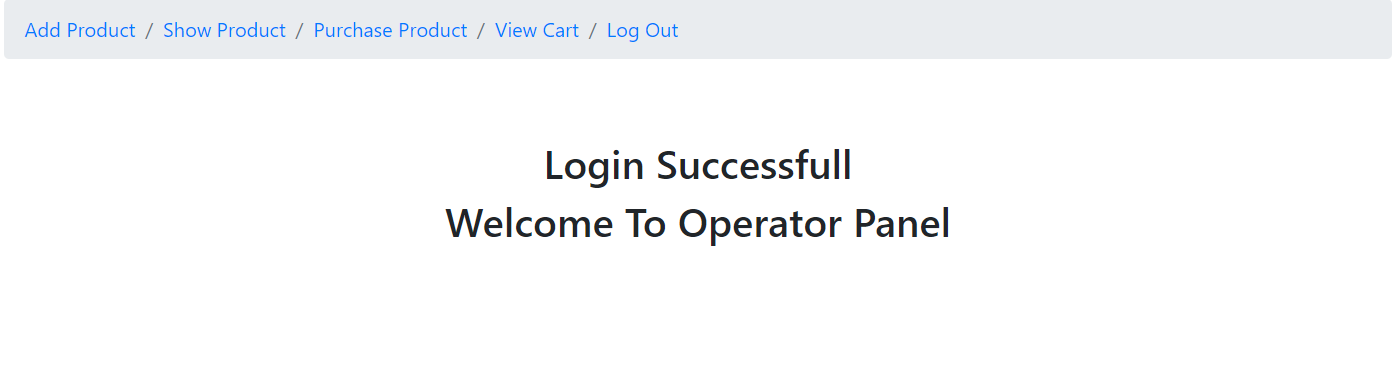 Add Product / Show Product / Purchase Product / View Cart / Log Out
Login Successfull
Welcome To Operator Panel